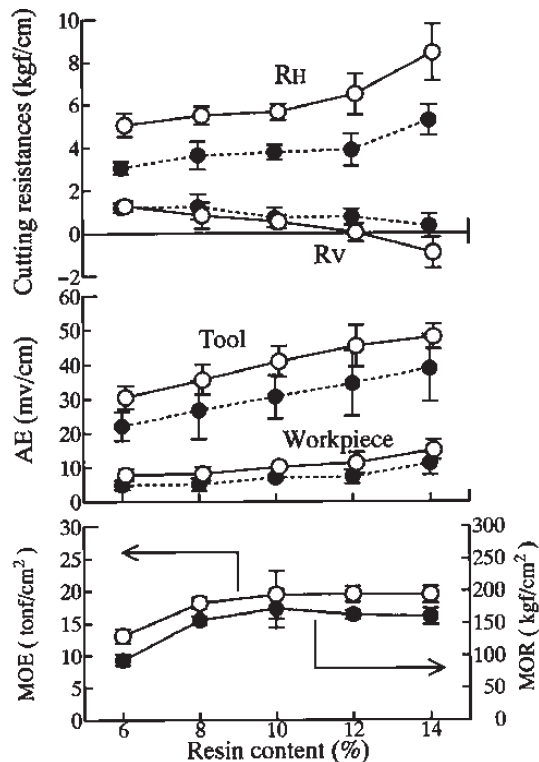 Cutting resistances (kgf/cm)
10
8
6
4
2
0
−2
RH
RV
AE (mv/cm)
60
50
40
30
20
10
0
Tool
Workpiece
MOE ( tonf/cm²)
30
25
20
15
10
5
0
300
250
200
150
100
50
0
MOR( kgf/cm²)
6 8 10 12 14
Resin content (%)